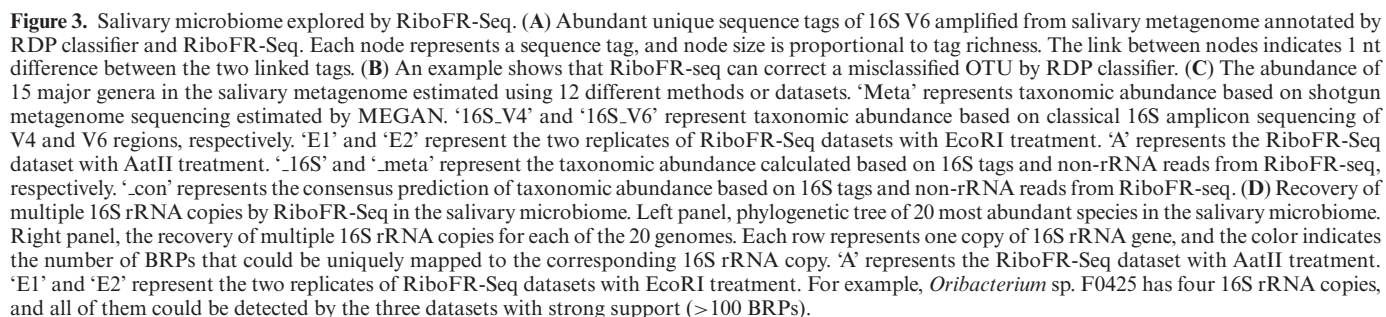 Figure 3. Salivary microbiome explored by RiboFR-Seq. (A) Abundant unique sequence tags of 16S V6 amplified from salivary metagenome annotated by
RDP classifier and RiboFR-Seq. Each node represents a sequence tag, and node size is proportional to tag richness. The link between nodes indicates 1 nt
difference between the two linked tags. (B) An example shows that RiboFR-seq can correct a misclassified OTU by RDP classifier. (C) The abundance of
15 major genera in the salivary metagenome estimated using 12 different methods or datasets. ‘Meta’ represents taxonomic abundance based on shotgun
metagenome sequencing estimated by MEGAN. ‘16S_V4’ and ‘16S_V6’ represent taxonomic abundance based on classical 16S amplicon sequencing of
V4 and V6 regions, respectively. ‘E1’ and ‘E2’ represent the two replicates of RiboFR-Seq datasets with EcoRI treatment. ‘A’ represents the RiboFR-Seq
dataset with AatII treatment. ‘_16S’ and ‘_meta’ represent the taxonomic abundance calculated based on 16S tags and non-rRNA reads from RiboFR-seq,
respectively. ‘_con’ represents the consensus prediction of taxonomic abundance based on 16S tags and non-rRNA reads from RiboFR-seq. (D) Recovery of
multiple 16S rRNA copies by RiboFR-Seq in the salivary microbiome. Left panel, phylogenetic tree of 20 most abundant species in the salivary microbiome.
Right panel, the recovery of multiple 16S rRNA copies for each of the 20 genomes. Each row represents one copy of 16S rRNA gene, and the color indicates
the number of BRPs that could be uniquely mapped to the corresponding 16S rRNA copy. ‘A’ represents the RiboFR-Seq dataset with AatII treatment.
‘E1’ and ‘E2’ represent the two replicates of RiboFR-Seq datasets with EcoRI treatment. For example, Oribacterium sp. F0425 has four 16S rRNA copies,
and all of them could be detected by the three datasets with strong support (>100 BRPs).